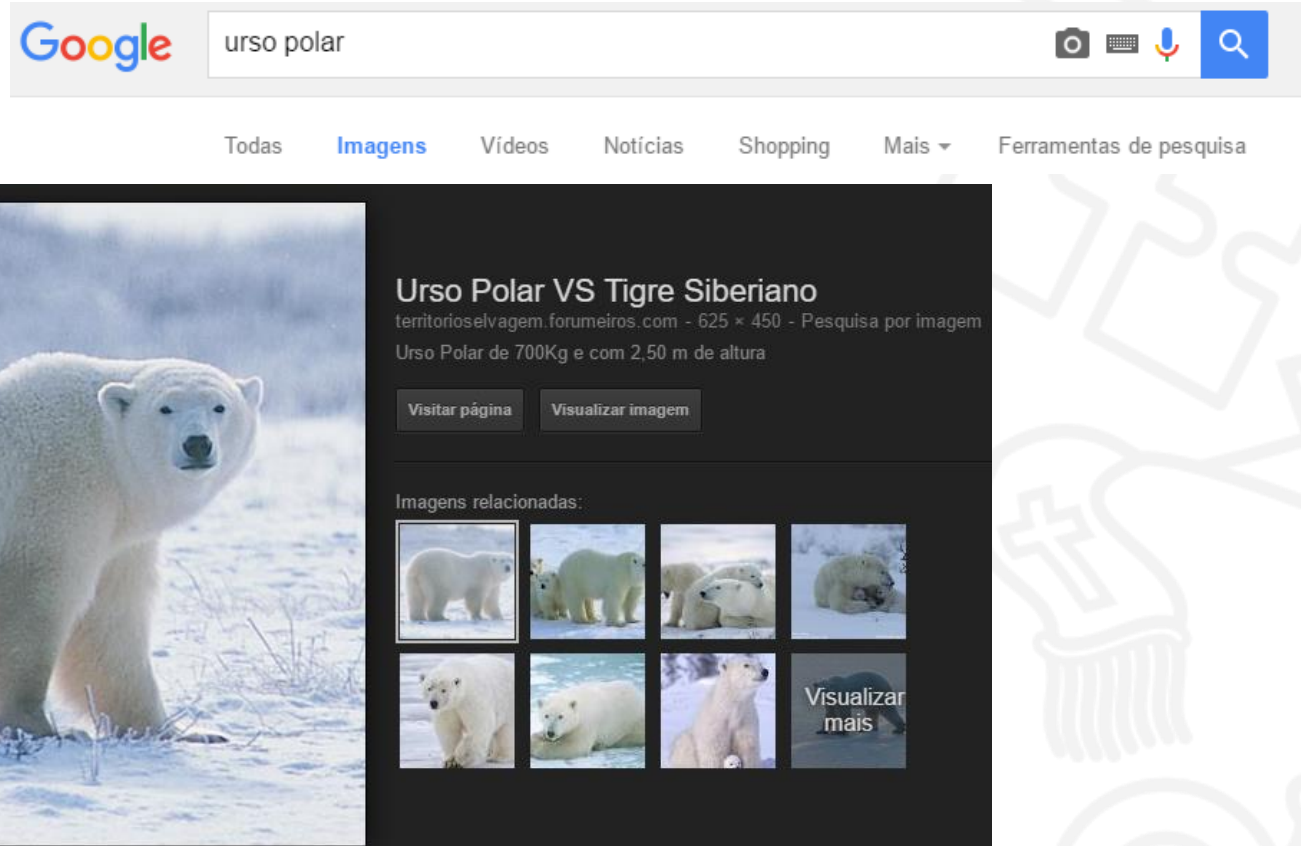 Google urso polar
Todas Imagens Vídeos Notícias Shopping Mais Ferramentas de pesquisa
Urso Polar VS Tigre Siberiano
territorioselvagem.forumeiros.com - 625 × 450 - Pesquisa por imagem
Urso Polar de 700Kg e com 2,50 m de altura
Visitar página Visualizar imagem
Imagens relacionadas:
Visualizar
mais